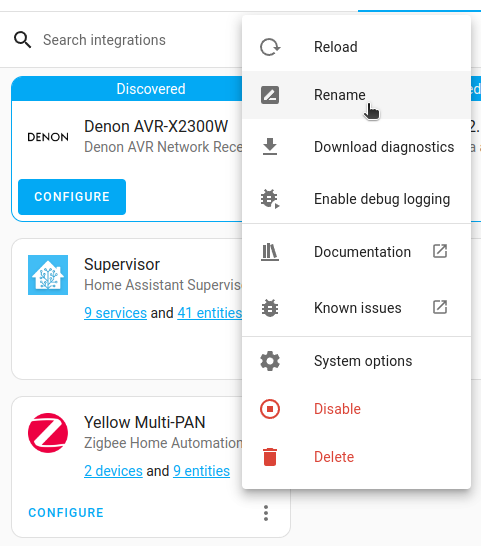 Search integrations
Discovered
DENON
Denon AVR-X2300W
Denon AVR Network Rece
CONFIGURE
Supervisor
Home Assistant Supervis
9 services and 41 entities
Yellow Multi-PAN
Zigbee Home Automation
2 devices and 9 entities
CONFIGURE
Reload
Rename
Download diagnostics
Enable debug logging
Documentation
Known issues
System options
Disable
Delete
ed
2.
a